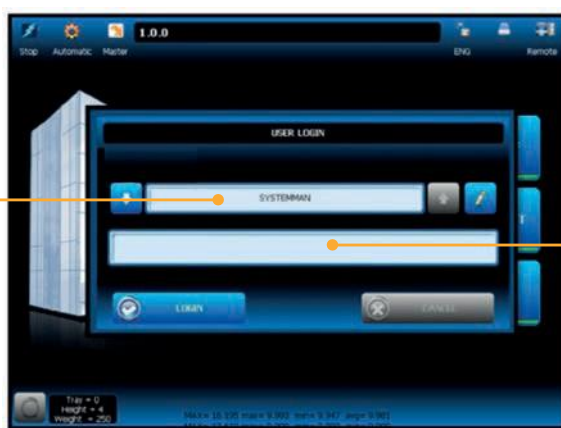 1.0.0
Stop Automatic Master ENG Remote
USER LOGIN
SYSTEMMAN
LOGIN CANCEL
Tray = 0
Height = 4
Weight = 250